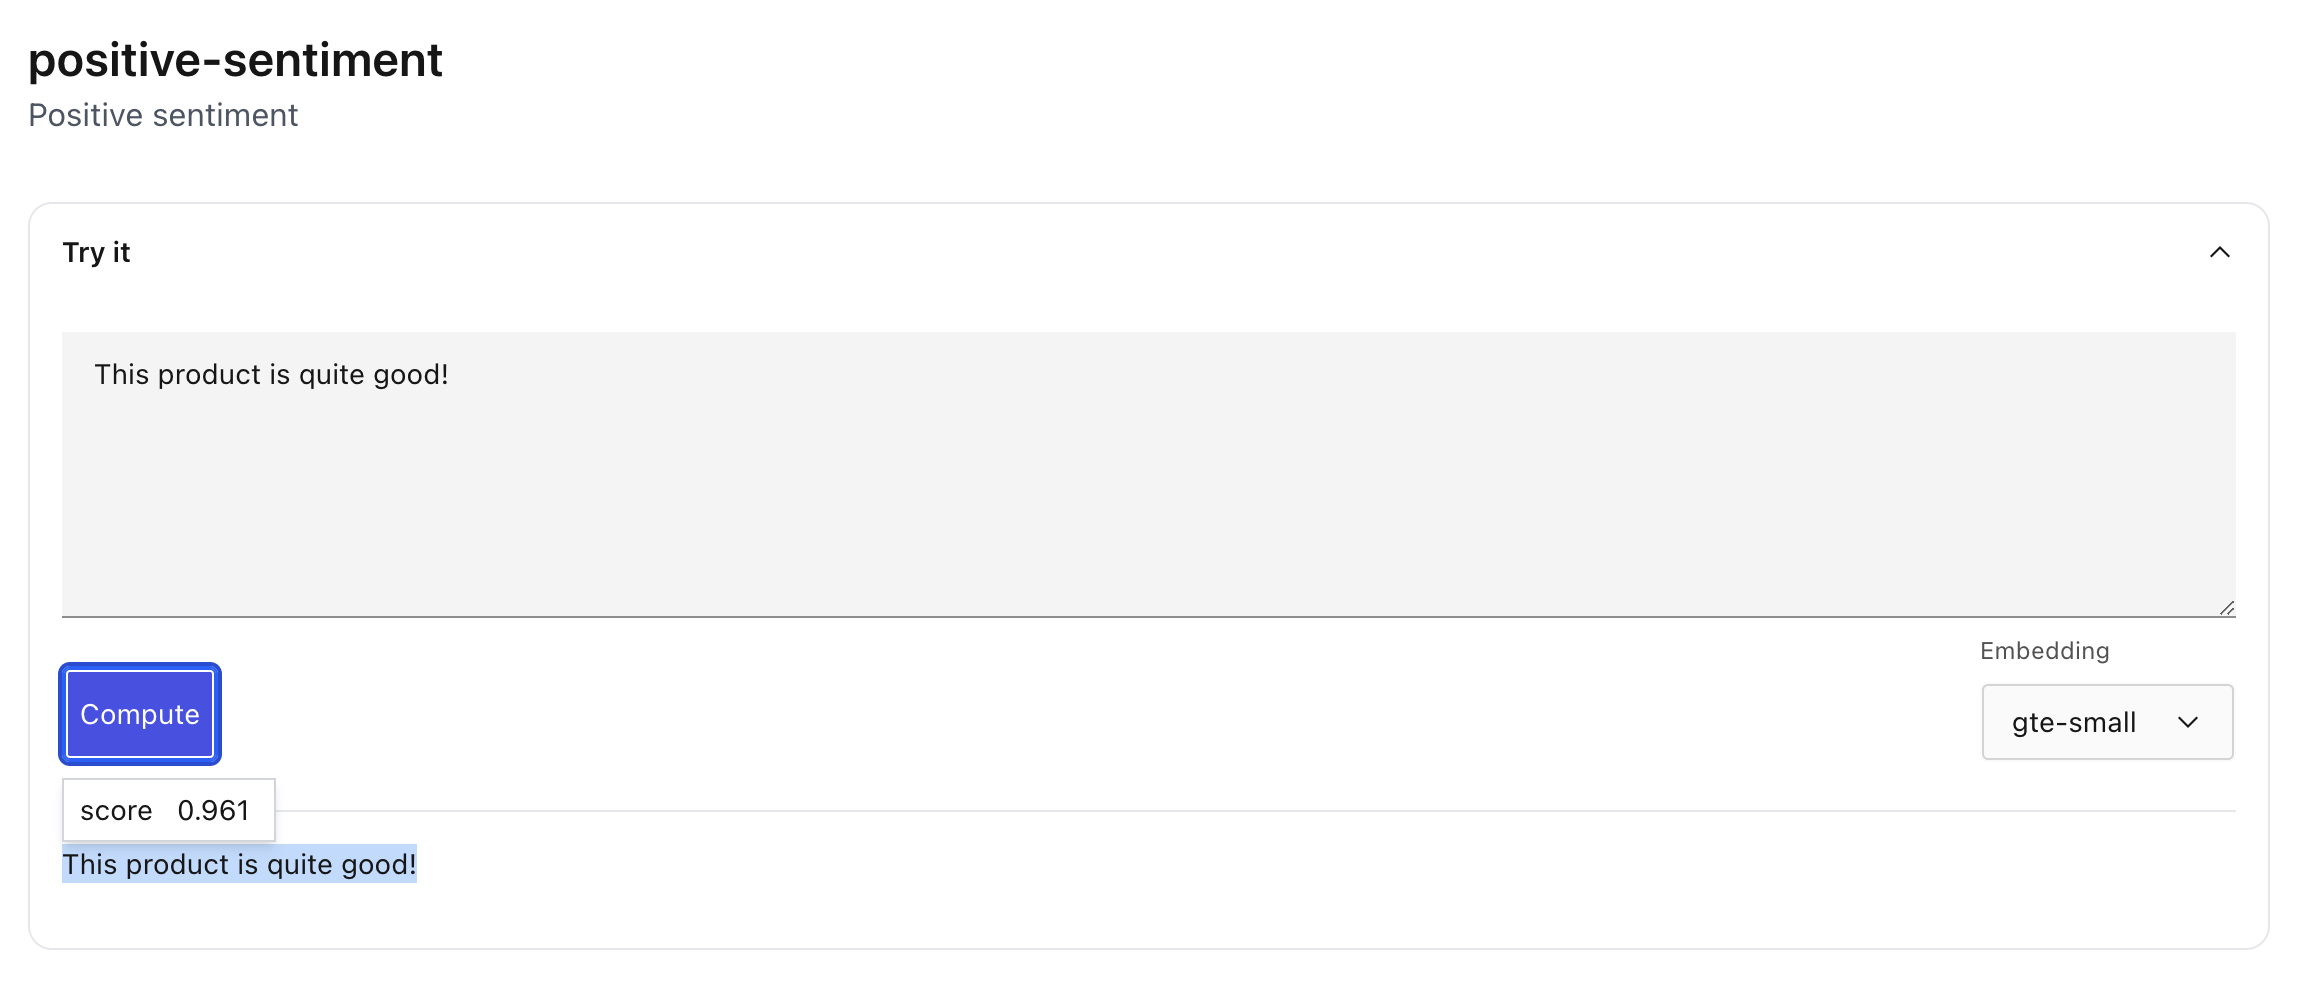 positive-sentiment
Positive sentiment
Try it
This product is quite good!
Embedding
Compute
gte-small
score 0.961
This product is quite good!